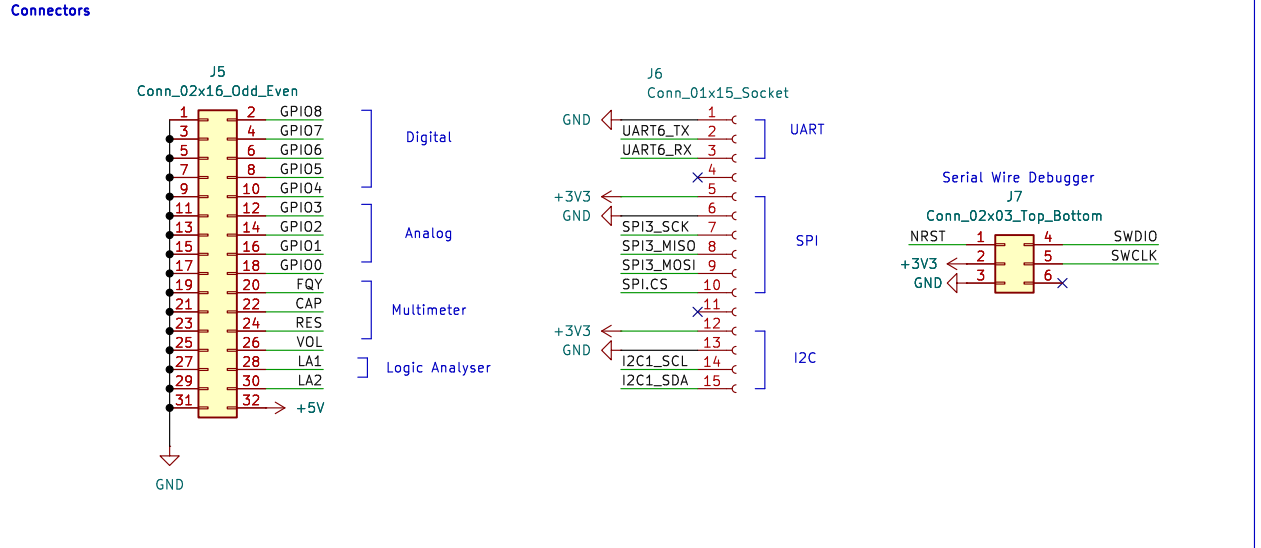 Connectors
J5
Conn_02x16_Odd_Even
1 2 GPIO8
3 4 GPIO7
5 6 GPIO6
7 8 GPIO5
9 10 GPIO4
11 12 GPIO3
13 14 GPIO2
15 16 GPIO1
17 18 GPIO0
19 20 FQY
21 22 CAP
23 24 RES
25 26 VOL
27 28 LA1
29 30 LA2
31 32 +5V
GND
Digital
Analog
Multimeter
Logic Analyser
J6
Conn_01x15_Socket
GND 1
UART6_TX 2
UART6_RX 3
4
+3V3 5
GND 6
SPI3_SCK 7
SPI3_MISO 8
SPI3_MOSI 9
SPI.CS 10
11
+3V3 12
GND 13
I2C1_SCL 14
I2C1_SDA 15
UART
SPI
I2C
Serial Wire Debugger
J7
Conn_02x03_Top_Bottom
NRST 1 4 SWDIO
+3V3 2 5 SWCLK
GND 3 6